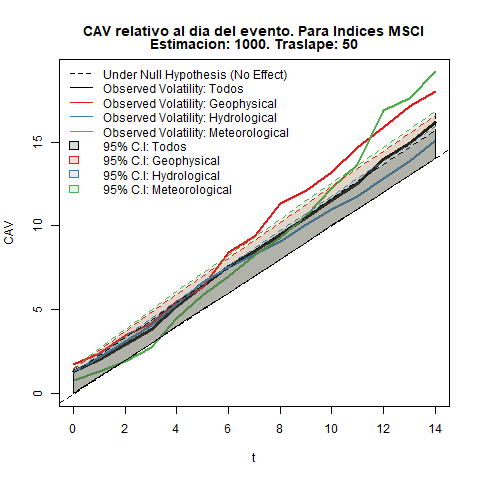 CAV relativo al dia del evento. Para Indices MSCI
Estimacion: 1000. Traslape: 50
Under Null Hypothesis (No Effect)
Observed Volatility: Todos
Observed Volatility: Geophysical
Observed Volatility: Hydrological
Observed Volatility: Meteorological
95% C.I: Todos
95% C.I: Geophysical
95% C.I: Hydrological
95% C.I: Meteorological
CAV
15
10
5
0
0 2 4 6 8 10 12 14
t